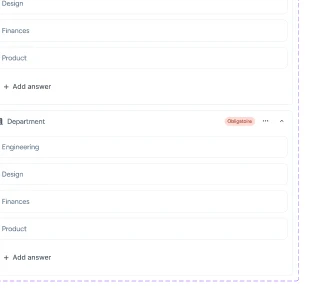 Design
Finances
Product
+ Add answer
Department
Obligatoire
Engineering
Design
Finances
Product
+ Add answer